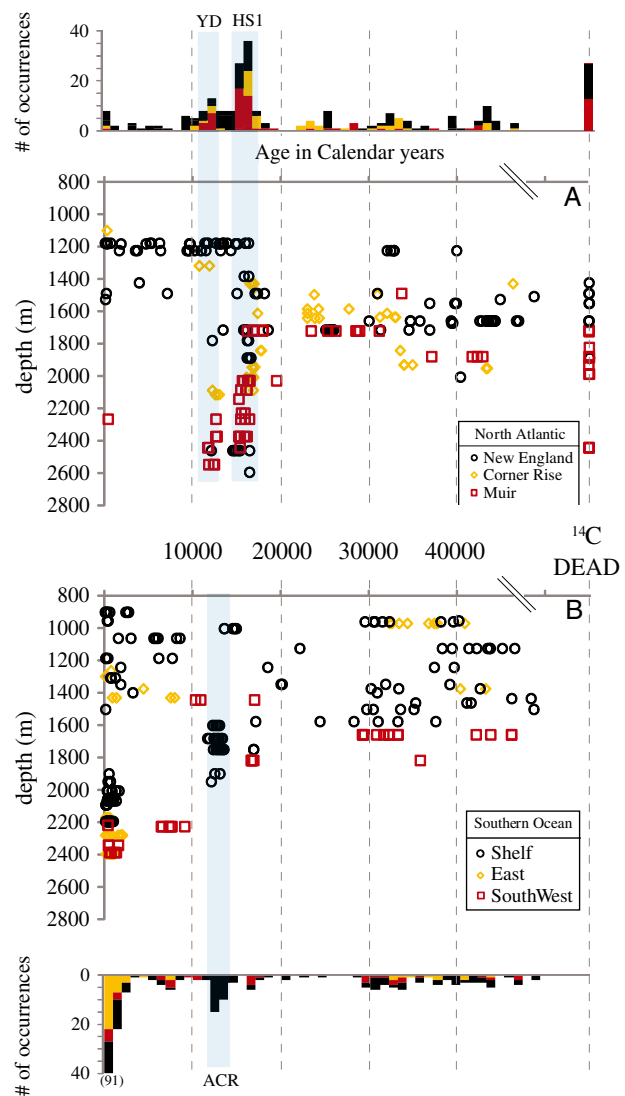 YD HS1
# of occurrences
40
20
0
Age in Calendar years
800
1000
1200
1400
1600
1800
2000
2200
2400
2600
2800
depth (m)
A
North Atlantic
New England
Corner Rise
Muir
10000 20000 30000 40000
14C
DEAD
800
1000
1200
1400
1600
1800
2000
2200
2400
2600
2800
depth (m)
B
Southern Ocean
Shelf
East
SouthWest
# of occurrences
0
20
40
(91)
ACR